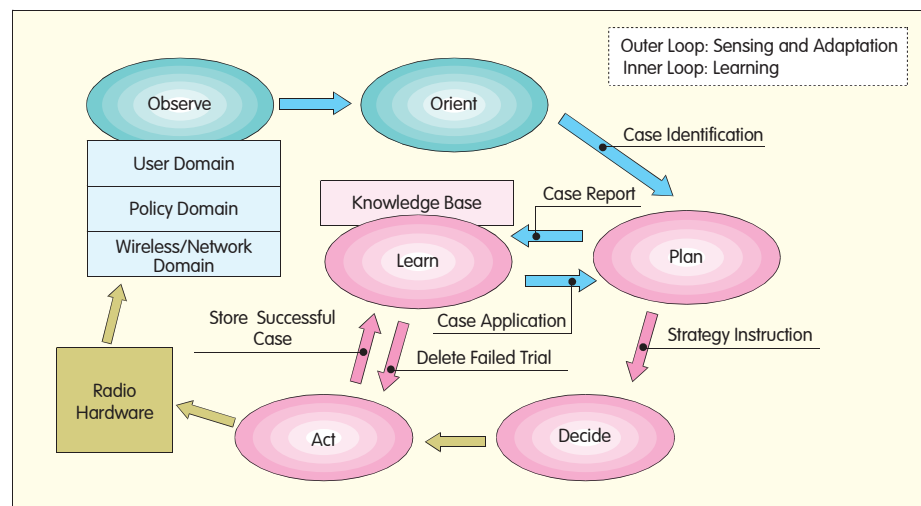 Outer Loop: Sensing and Adaptation
Inner Loop: Learning
Observe
Orient
Case Identification
User Domain
Policy Domain
Wireless/Network
Domain
Knowledge Base
Case Report
Learn
Plan
Store Successful
Case
Case Application
Delete Failed Trial
Strategy Instruction
Radio
Hardware
Act
Decide